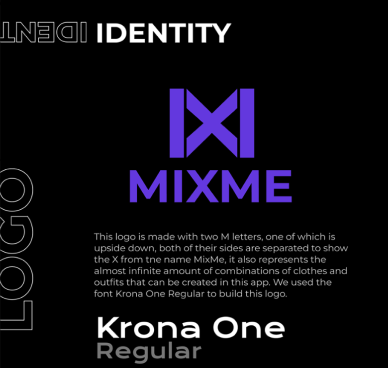 IDENTITY IDENTITY
MIXME
LOGO
This logo is made with two M letters, one of which is
upside down, both of their sides are separated to show
the X from tne name MixMe, it also represents the
almost infinite amount of combinations of clothes and
outfits that can be created in this app. We used the
font Krona One Regular to build this logo.
Krona One
Regular